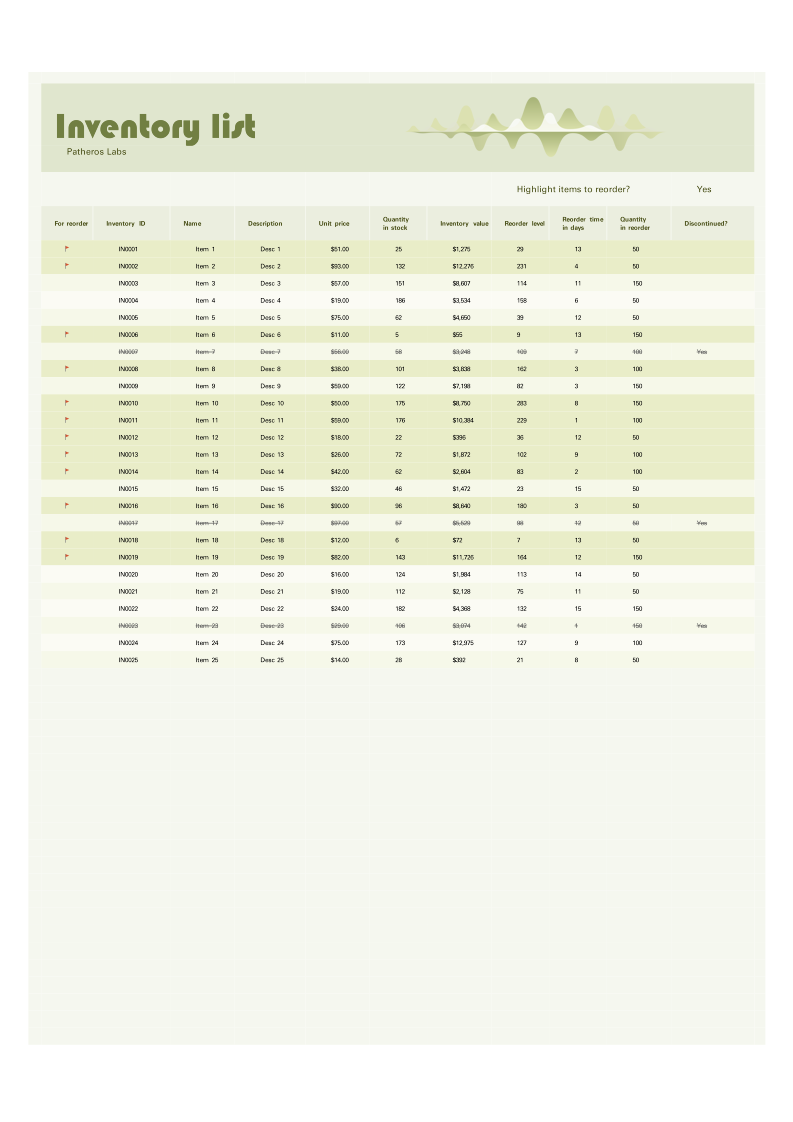 Inventory list
Patheros Labs
Highlight items to reorder? Yes
For reorder Inventory ID Name Description Unit price Quantity in stock Inventory value Reorder level Reorder time in days Quantity in reorder Discontinued?
IN0001 Item 1 Desc 1 $51.00 25 $1,275 29 13 50
IN0002 Item 2 Desc 2 $93.00 132 $12,276 231 4 50
IN0003 Item 3 Desc 3 $57.00 151 $8,607 114 11 150
IN0004 Item 4 Desc 4 $19.00 186 $3,534 158 6 50
IN0005 Item 5 Desc 5 $75.00 62 $4,650 39 12 50
IN0006 Item 6 Desc 6 $11.00 5 $55 9 13 150
IN0007 Item 7 Desc 7 $56.00 58 $3,248 109 7 100 Yes
IN0008 Item 8 Desc 8 $38.00 101 $3,838 162 3 100
IN0009 Item 9 Desc 9 $59.00 122 $7,198 82 3 150
IN0010 Item 10 Desc 10 $50.00 175 $8,750 283 8 150
IN0011 Item 11 Desc 11 $59.00 176 $10,384 229 1 100
IN0012 Item 12 Desc 12 $18.00 22 $396 36 12 50
IN0013 Item 13 Desc 13 $26.00 72 $1,872 102 9 100
IN0014 Item 14 Desc 14 $42.00 62 $2,604 83 2 100
IN0015 Item 15 Desc 15 $32.00 46 $1,472 23 15 50
IN0016 Item 16 Desc 16 $90.00 96 $8,640 180 3 50
IN0017 Item 17 Desc 17 $97.00 57 $5,529 98 12 50 Yes
IN0018 Item 18 Desc 18 $12.00 6 $72 7 13 50
IN0019 Item 19 Desc 19 $82.00 143 $11,726 164 12 150
IN0020 Item 20 Desc 20 $16.00 124 $1,984 113 14 50
IN0021 Item 21 Desc 21 $19.00 112 $2,128 75 11 50
IN0022 Item 22 Desc 22 $24.00 182 $4,368 132 15 150
IN0023 Item 23 Desc 23 $29.00 106 $3,074 142 1 150 Yes
IN0024 Item 24 Desc 24 $75.00 173 $12,975 127 9 100
IN0025 Item 25 Desc 25 $14.00 28 $392 21 8 50